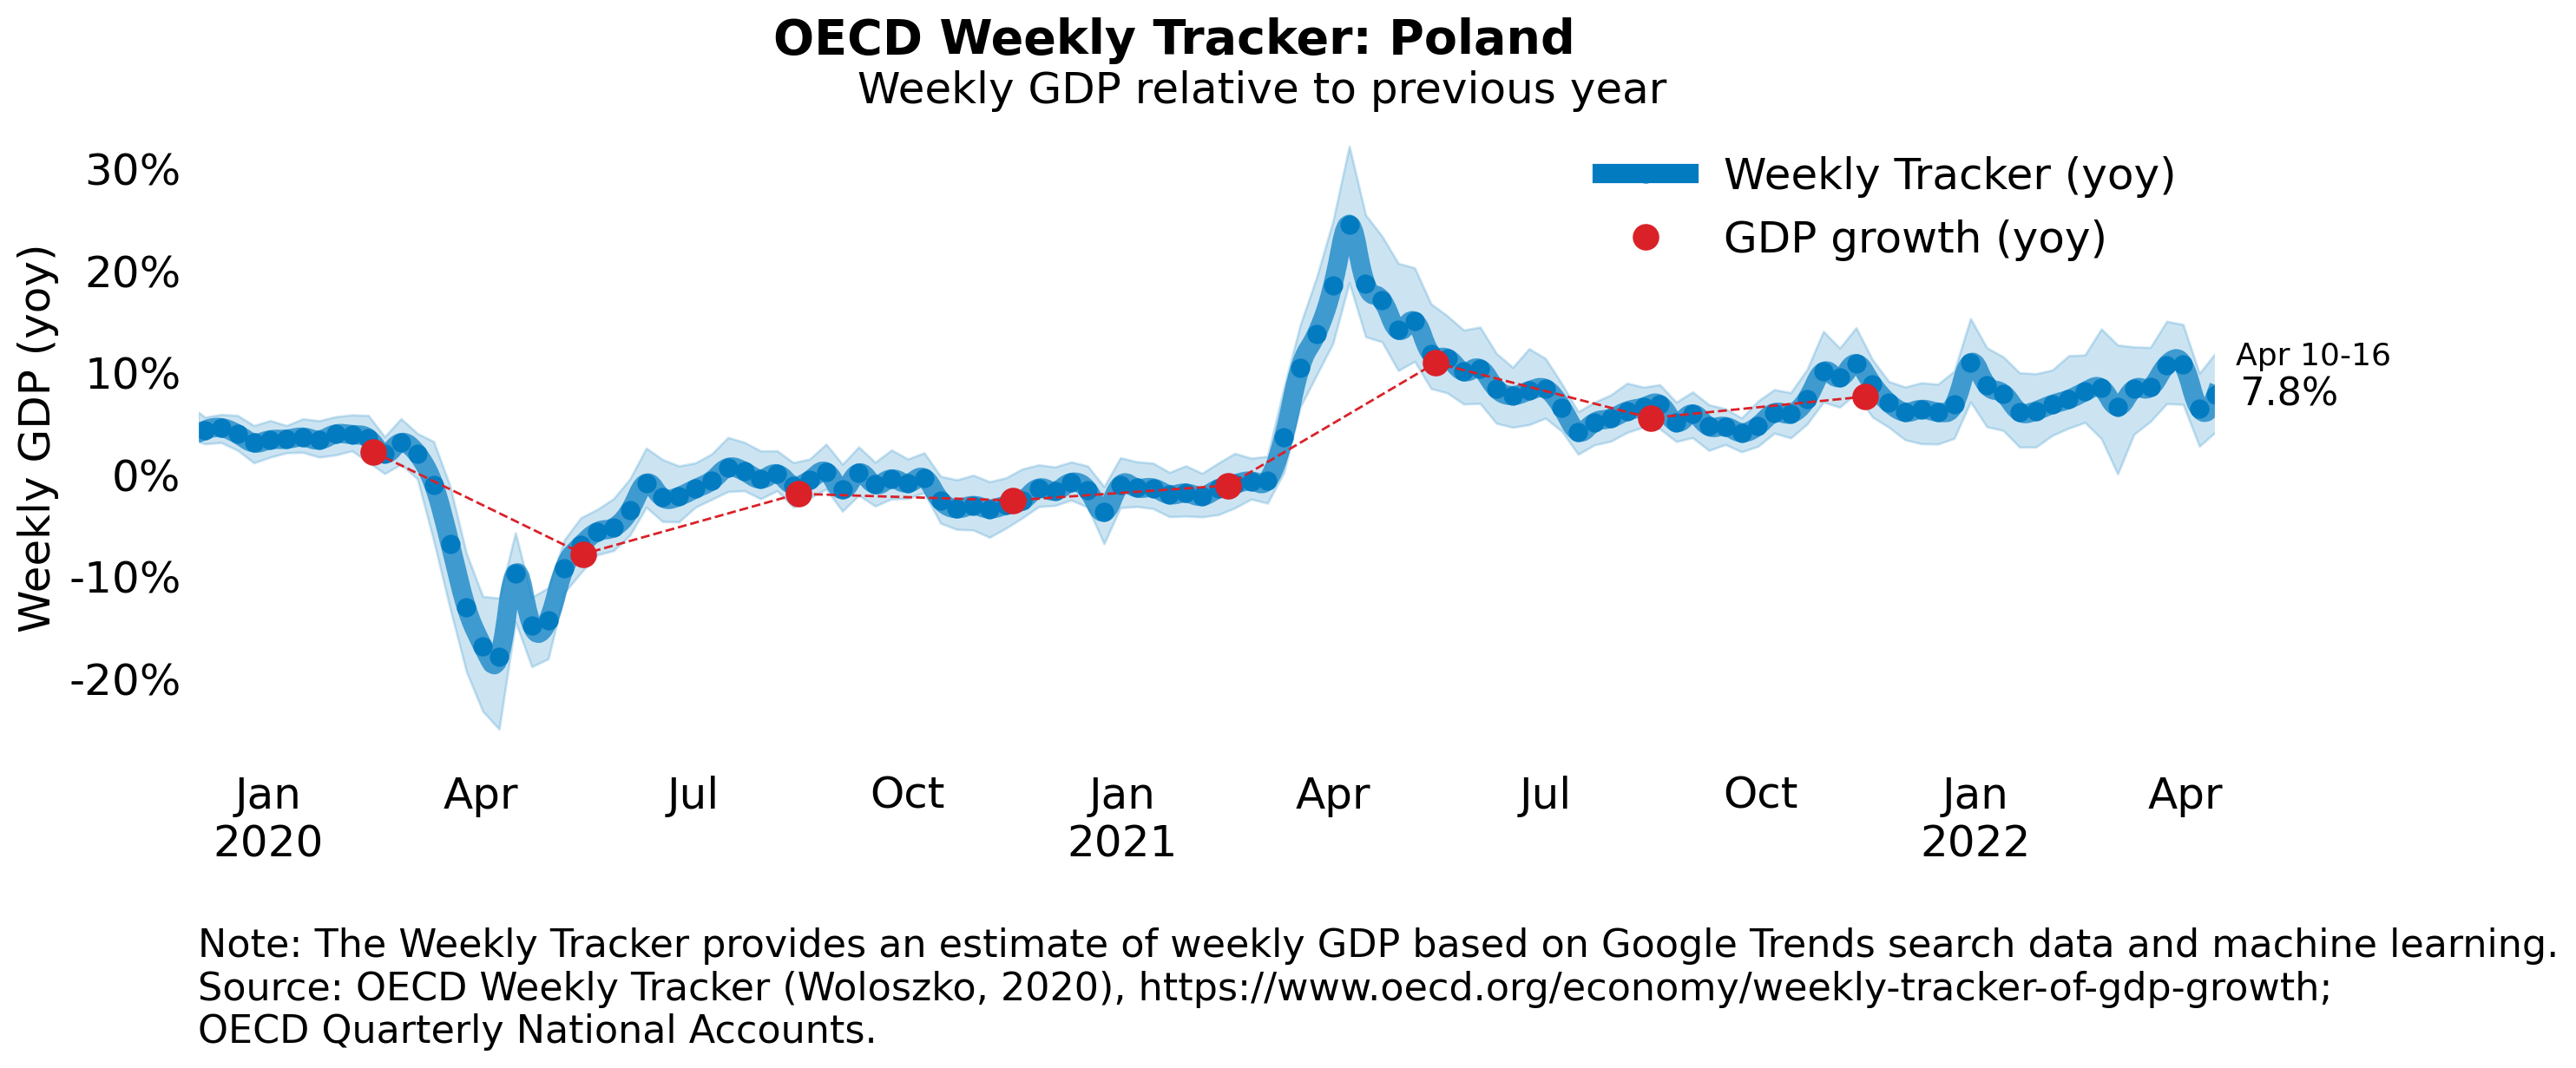 OECD Weekly Tracker: Poland
Weekly GDP relative to previous year
Weekly GDP (yoy)
30%
20%
10%
0%
-10%
-20%
Weekly Tracker (yoy)
GDP growth (yoy)
Apr 10-16
7.8%
Jan Apr Jul Oct Jan Apr Jul Oct Jan Apr
2020 2021 2022
Note: The Weekly Tracker provides an estimate of weekly GDP based on Google Trends search data and machine learning.
Source: OECD Weekly Tracker (Woloszko, 2020), https://www.oecd.org/economy/weekly-tracker-of-gdp-growth;
OECD Quarterly National Accounts.